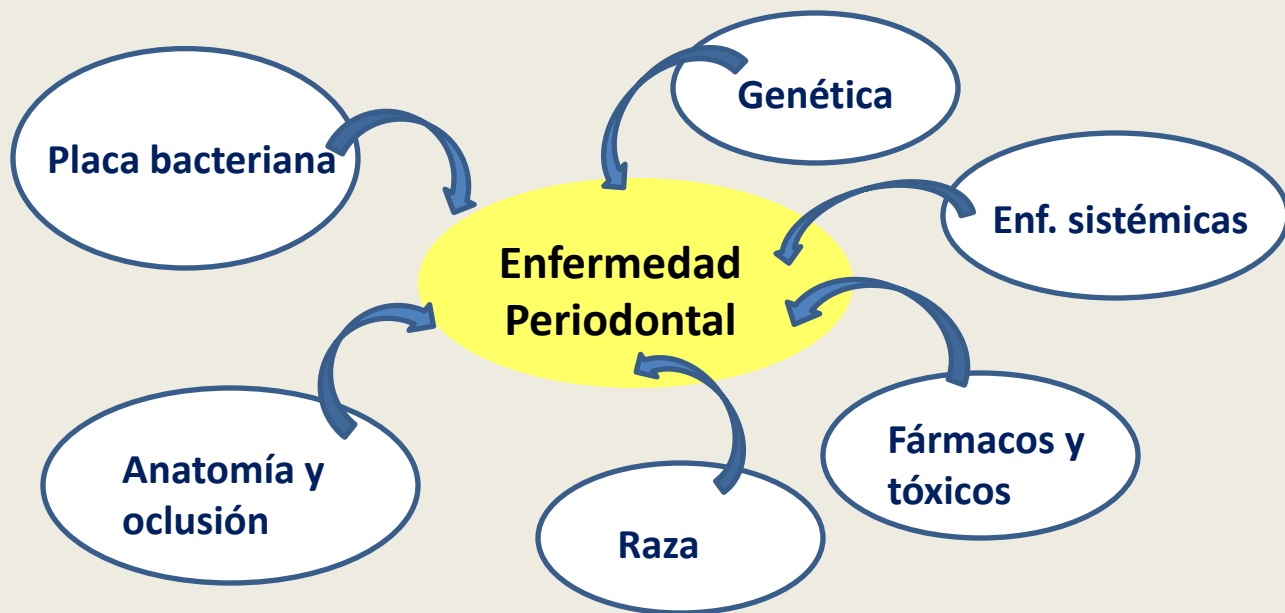 Genética
Placa bacteriana
Enf. sistémicas
Enfermedad
Periodontal
Fármacos y
tóxicos
Anatomía y
oclusión
Raza